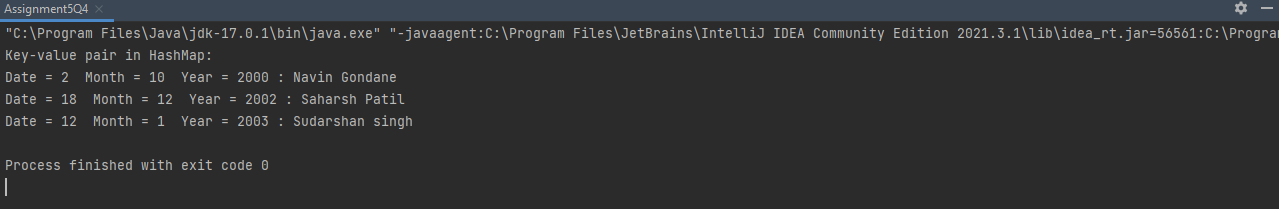 Assignment5Q4
"C:\Program Files\Java\jdk-17.0.1\bin\java.exe" "-javaagent:C:\Program Files\JetBrains\IntelliJ IDEA Community Edition 2021.3.1\lib\idea_rt.jar=56561:C:\Program
Key-value pair in HashMap:
Date = 2  Month = 10  Year = 2000 : Navin Gondane
Date = 18  Month = 12  Year = 2002 : Saharsh Patil
Date = 12  Month = 1  Year = 2003 : Sudarshan singh
Process finished with exit code 0